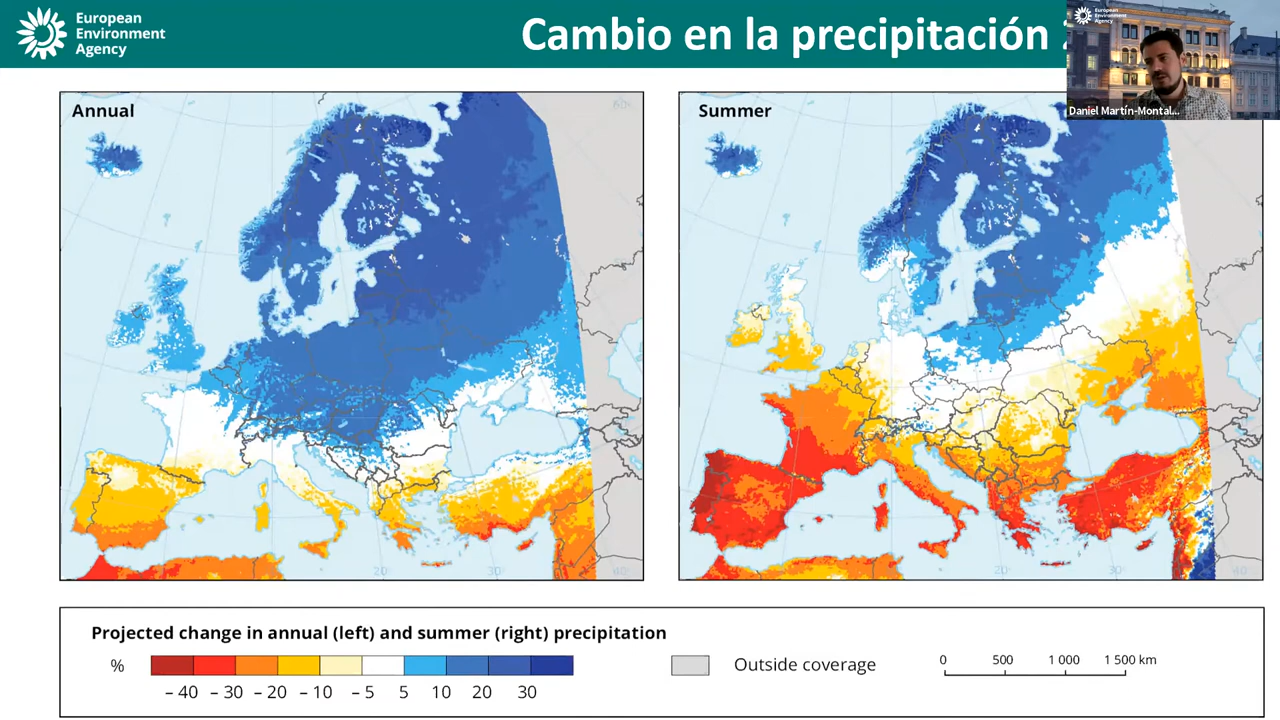 European
Environment
Agency
Cambio en la precipitación
European
Environment
Agency
Daniel Martín-Montal...
Annual
Summer
60°
50°
20°
30°
40°
20°
30°
40°
Projected change in annual (left) and summer (right) precipitation
%
– 40 – 30 – 20 – 10 – 5 5 10 20 30
Outside coverage
0 500 1 000 1 500 km